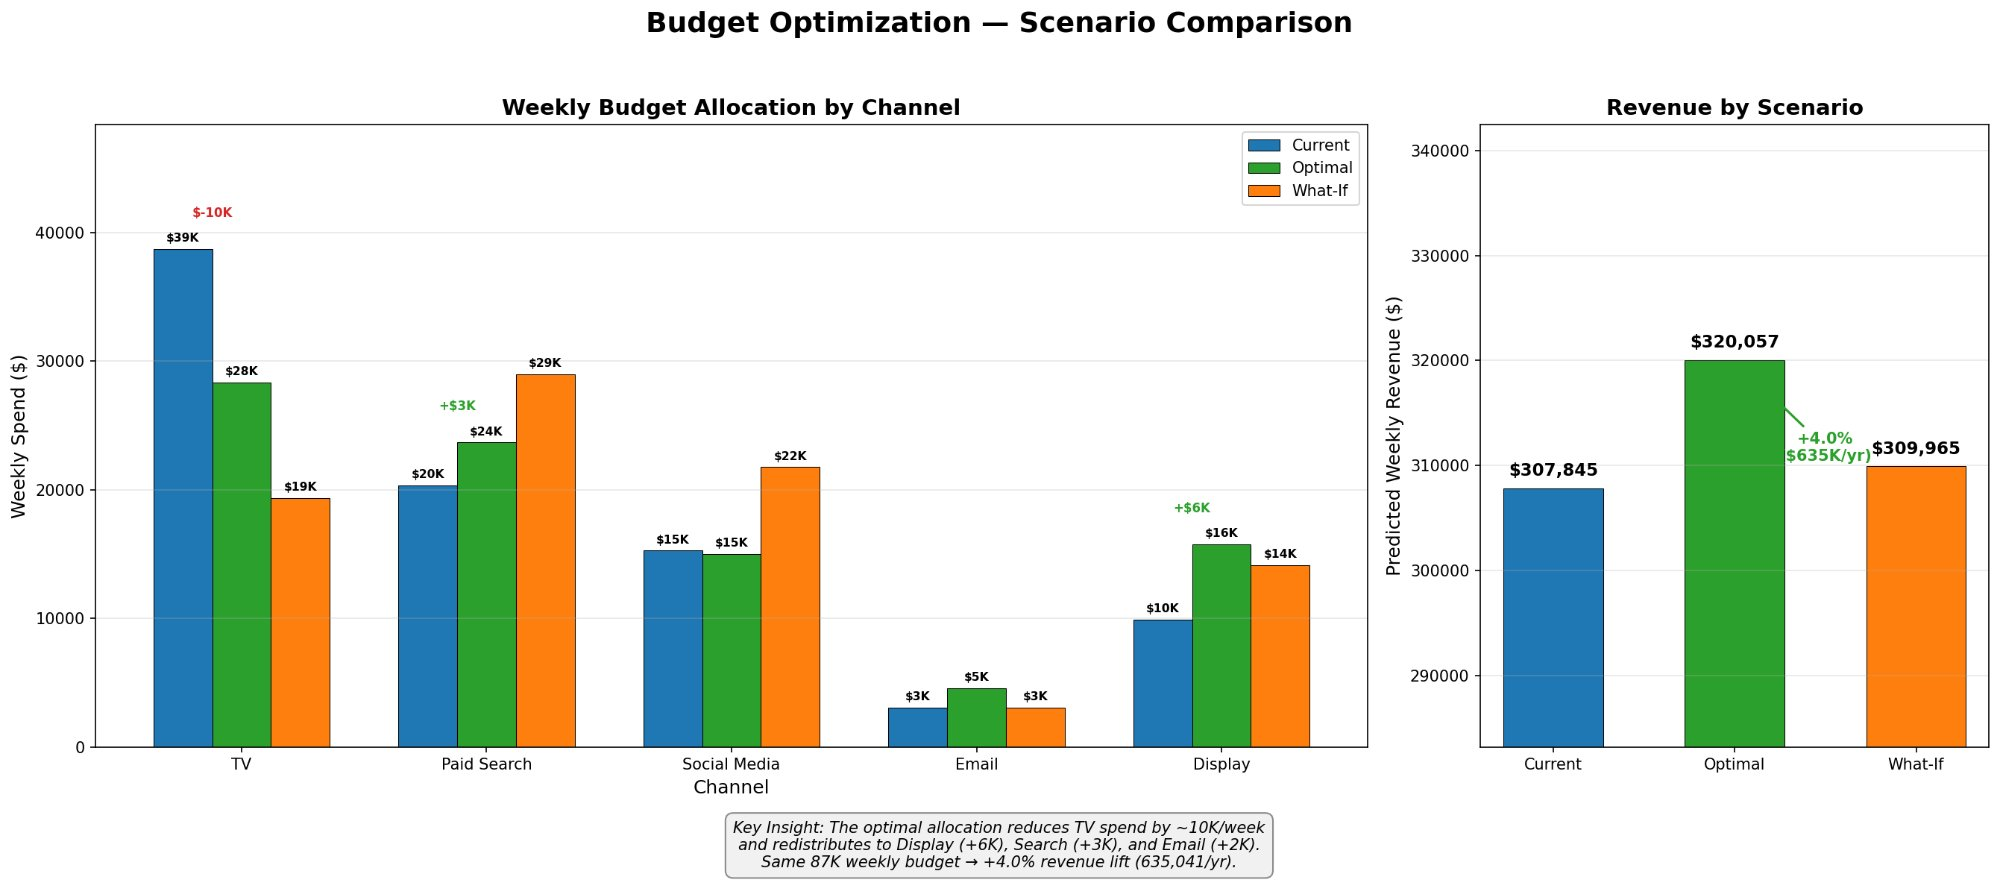 Budget Optimization — Scenario Comparison
Weekly Budget Allocation by Channel
Weekly Spend ($)
40000
30000
20000
10000
0
$-10K
$39K
$28K
$19K
+$3K
$20K
$24K
$29K
$15K
$15K
$22K
$3K
$5K
$3K
+$6K
$10K
$16K
$14K
Current
Optimal
What-If
TV
Paid Search
Social Media
Email
Display
Channel
Revenue by Scenario
Predicted Weekly Revenue ($)
340000
330000
320000
310000
300000
290000
$307,845
$320,057
+4.0%
$635K/yr)
$309,965
Current
Optimal
What-If
Key Insight: The optimal allocation reduces TV spend by ~10K/week
and redistributes to Display (+6K), Search (+3K), and Email (+2K).
Same 87K weekly budget → +4.0% revenue lift (635,041/yr).